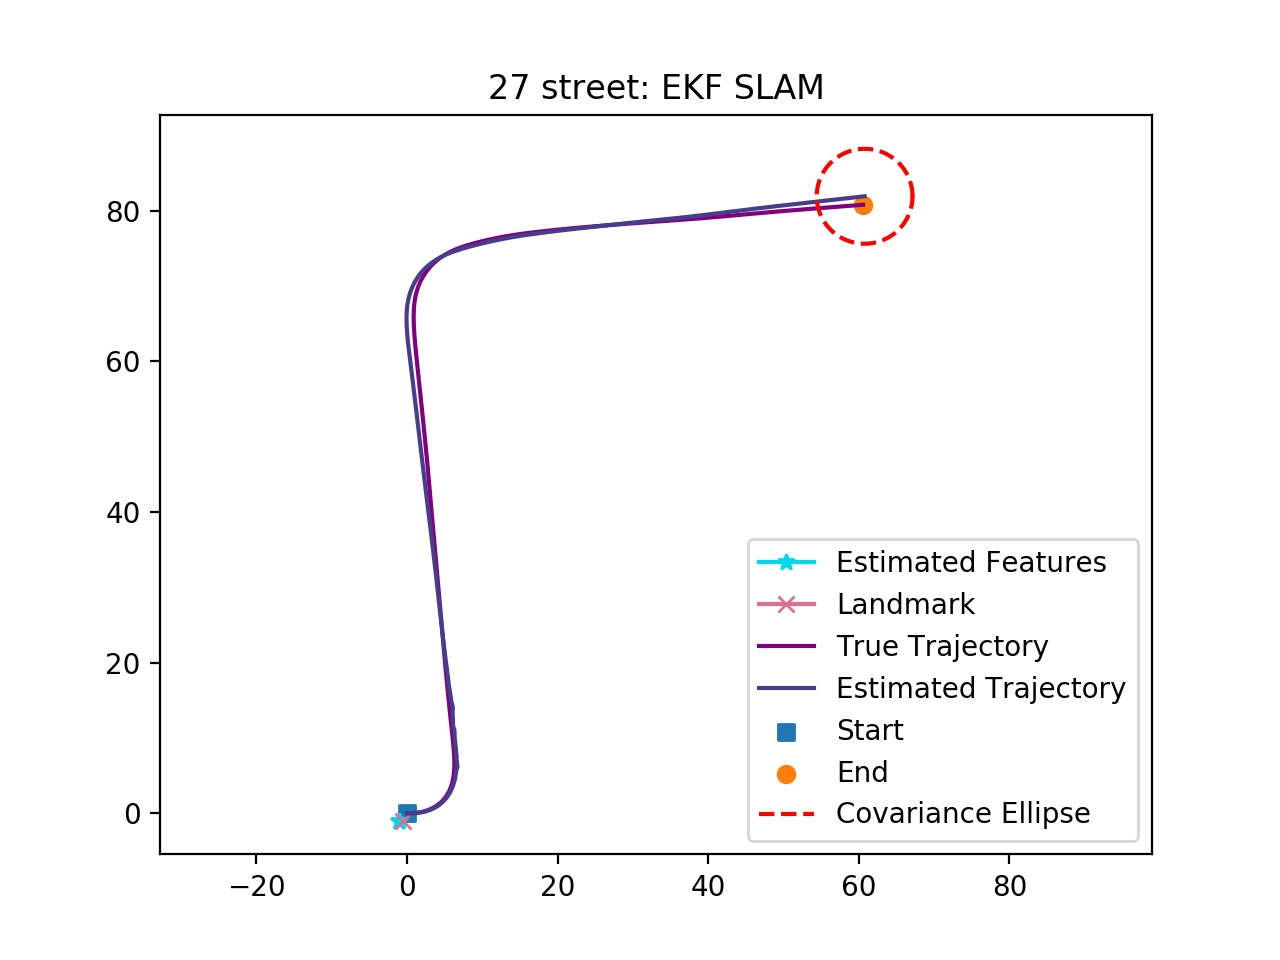 27 street: EKF SLAM
80
60
40
20
0
−20 0 20 40 60 80
Estimated Features
Landmark
True Trajectory
Estimated Trajectory
Start
End
Covariance Ellipse